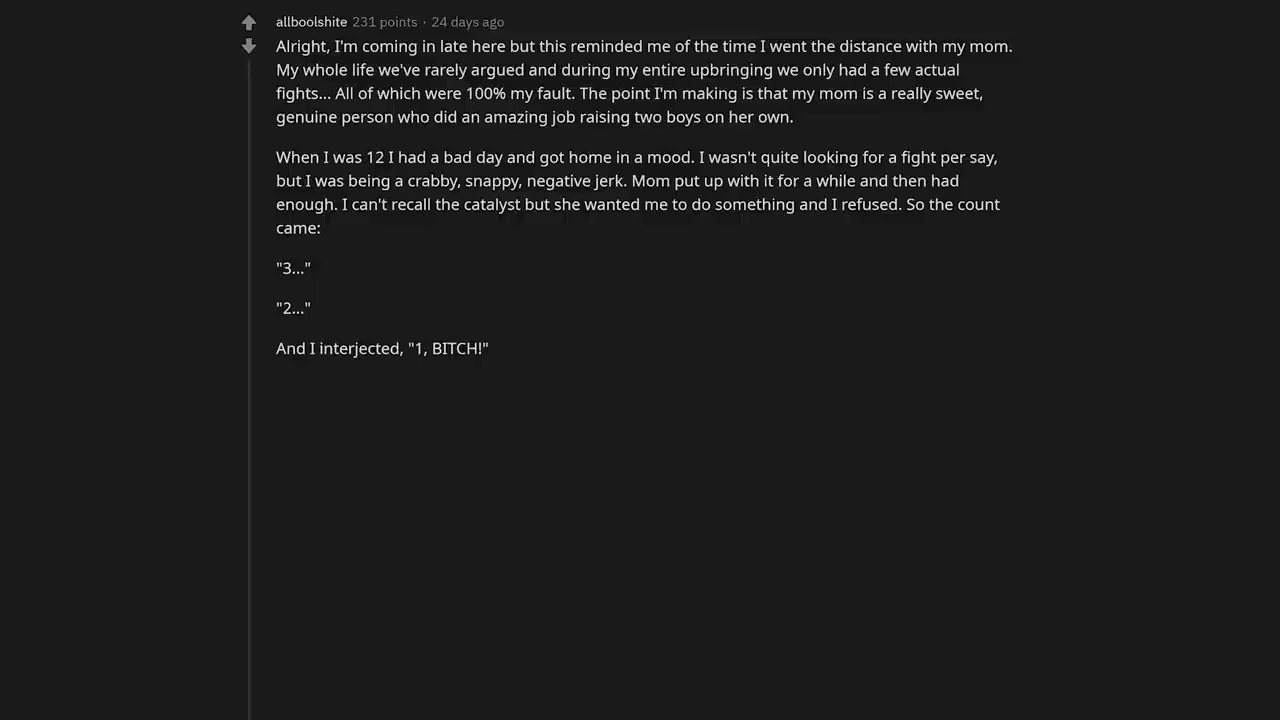 allboolshite 231 points · 24 days ago
Alright, I'm coming in late here but this reminded me of the time I went the distance with my mom.
My whole life we've rarely argued and during my entire upbringing we only had a few actual
fights... All of which were 100% my fault. The point I'm making is that my mom is a really sweet,
genuine person who did an amazing job raising two boys on her own.
When I was 12 I had a bad day and got home in a mood. I wasn't quite looking for a fight per say,
but I was being a crabby, snappy, negative jerk. Mom put up with it for a while and then had
enough. I can't recall the catalyst but she wanted me to do something and I refused. So the count
came:
"3..."
"2..."
And I interjected, "1, BITCH!"